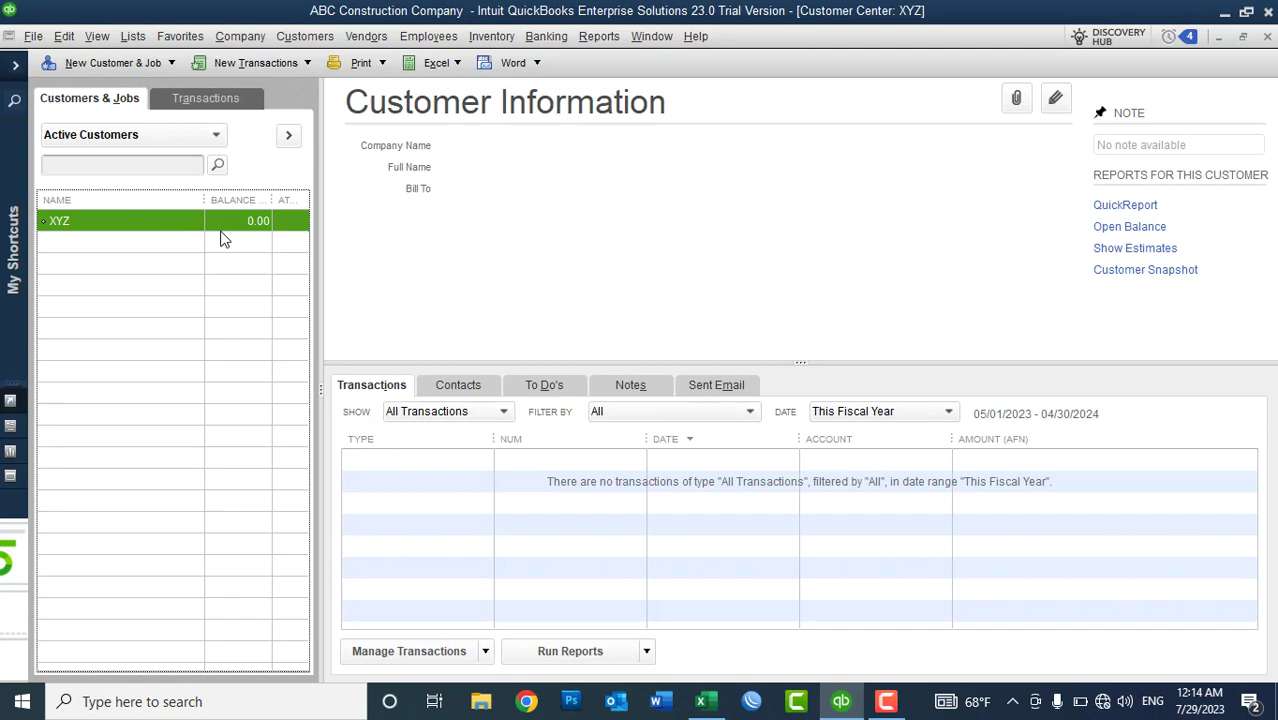 ABC Construction Company - Intuit QuickBooks Enterprise Solutions 23.0 Trial Version - [Customer Center: XYZ]
File Edit View Lists Favorites Company Customers Vendors Employees Inventory Banking Reports Window Help
DISCOVERY HUB 4
New Customer & Job New Transactions Print Excel Word
Customers & Jobs Transactions
Active Customers
NAME BALANCE ... AT...
XYZ 0.00
My Shortcuts
Customer Information
Company Name
Full Name
Bill To
NOTE
No note available
REPORTS FOR THIS CUSTOMER
QuickReport
Open Balance
Show Estimates
Customer Snapshot
Transactions Contacts To Do's Notes Sent Email
SHOW All Transactions FILTER BY All DATE This Fiscal Year 05/01/2023 - 04/30/2024
TYPE NUM DATE ACCOUNT AMOUNT (AFN)
There are no transactions of type "All Transactions", filtered by "All", in date range "This Fiscal Year".
Manage Transactions Run Reports
Type here to search
68°F ENG 12:14 AM
7/29/2023 2